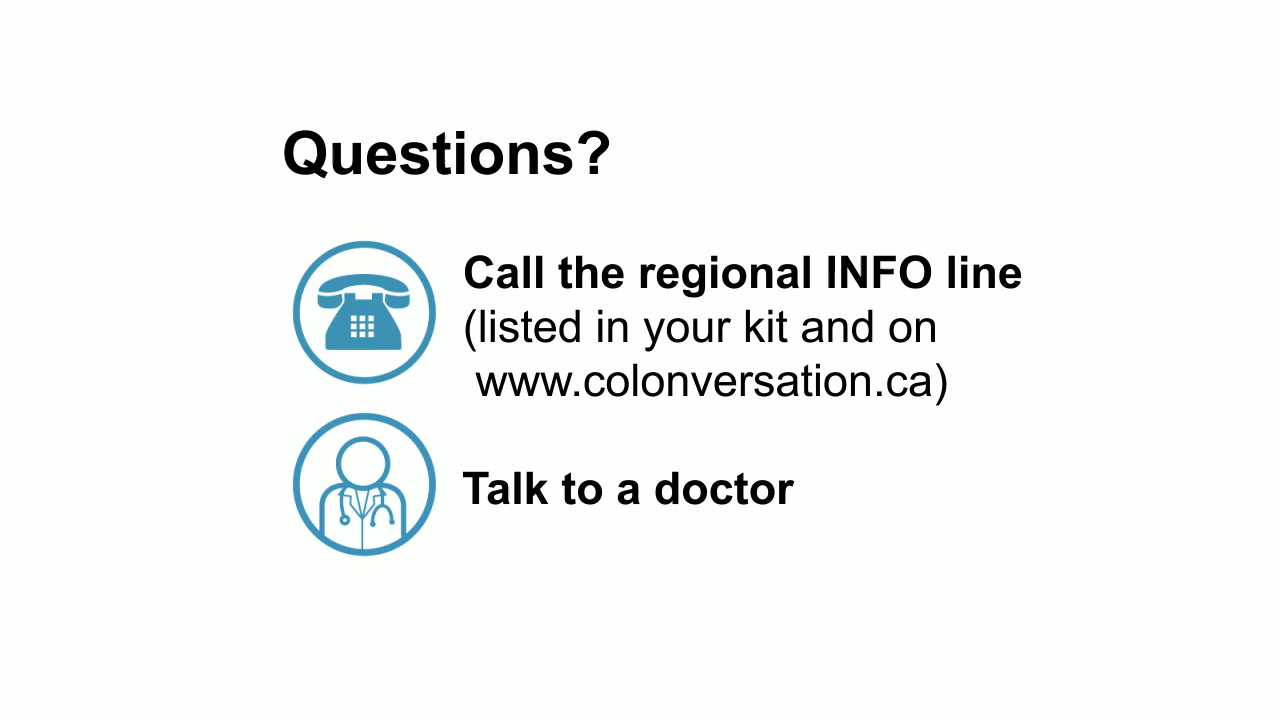 Questions?
Call the regional INFO line
(listed in your kit and on
www.colonversation.ca)
Talk to a doctor